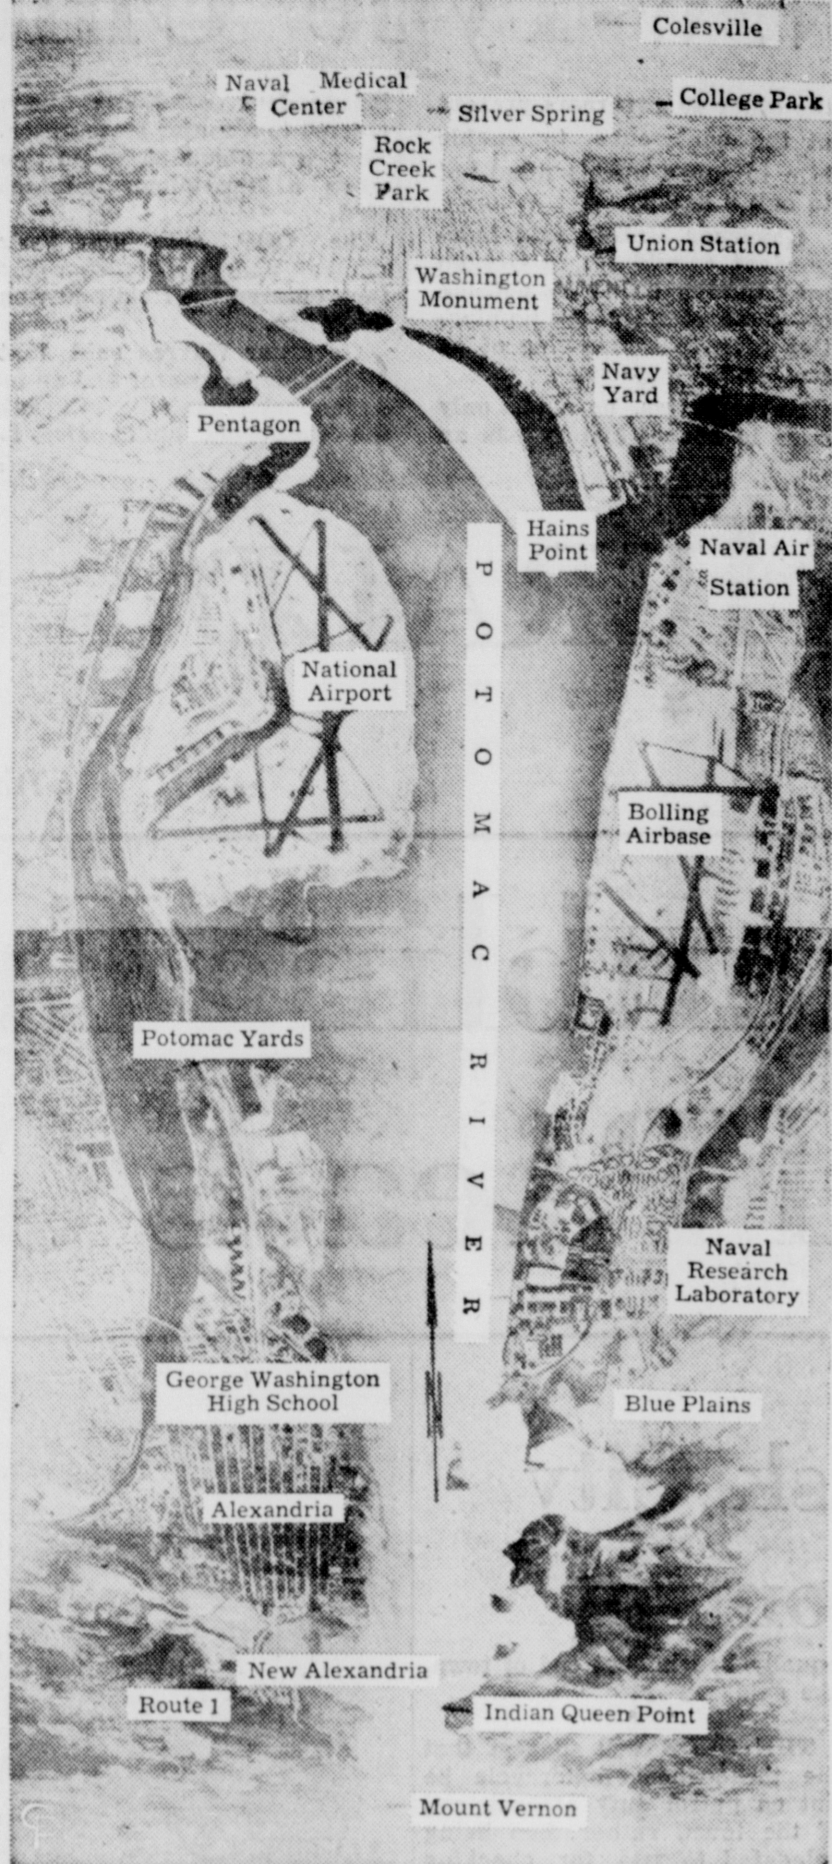 Colesville
Naval Medical
Center
Silver Spring
College Park
Rock
Creek
Park
Union Station
Washington
Monument
Navy
Yard
Pentagon
Hains
Point
Naval Air
Station
National
Airport
POTOMAC RIVER
Bolling
Airbase
Potomac Yards
Naval
Research
Laboratory
George Washington
High School
N
Blue Plains
Alexandria
New Alexandria
Route 1
Indian Queen Point
Mount Vernon